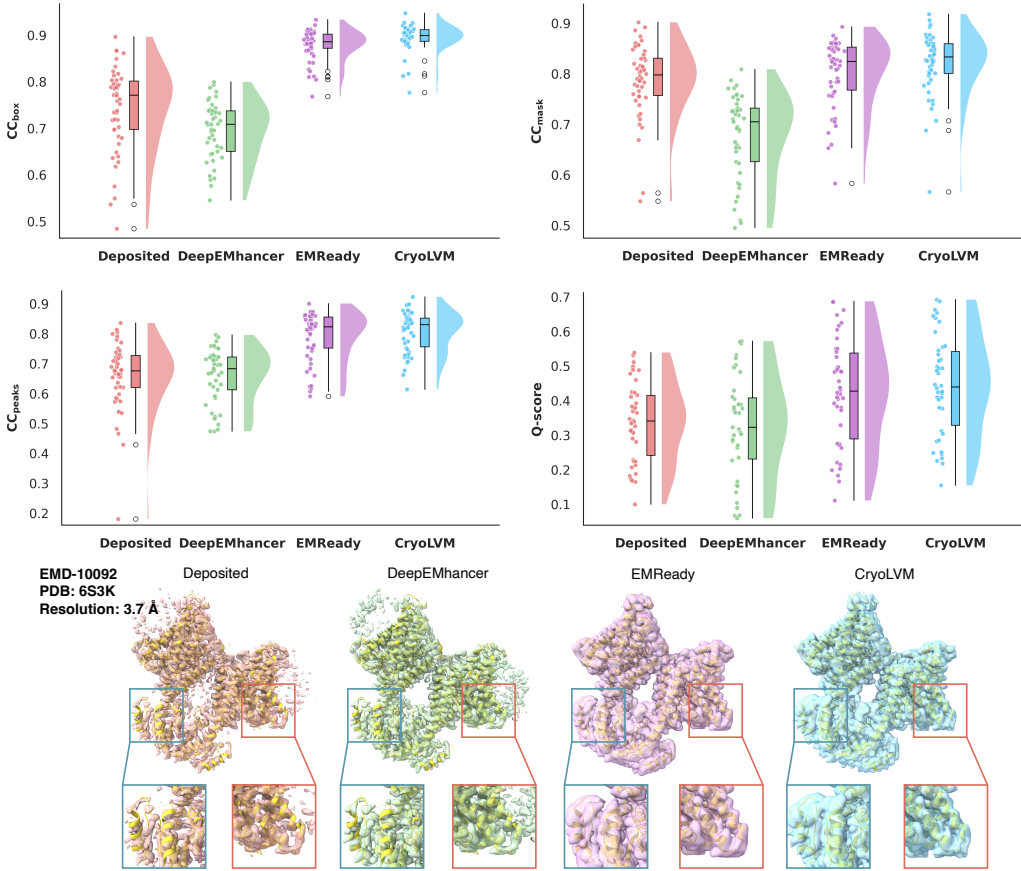 0.9
0.8
0.7
0.6
0.5
CCbox
Deposited DeepEMhancer EMReady CryoLVM
0.9
0.8
0.7
0.6
0.5
CCmask
Deposited DeepEMhancer EMReady CryoLVM
0.9
0.8
0.7
0.6
0.5
0.4
0.3
0.2
CCpeaks
Deposited DeepEMhancer EMReady CryoLVM
0.7
0.6
0.5
0.4
0.3
0.2
0.1
Q-score
Deposited DeepEMhancer EMReady CryoLVM
EMD-10092
PDB: 6S3K
Resolution: 3.7 Å
Deposited DeepEMhancer EMReady CryoLVM